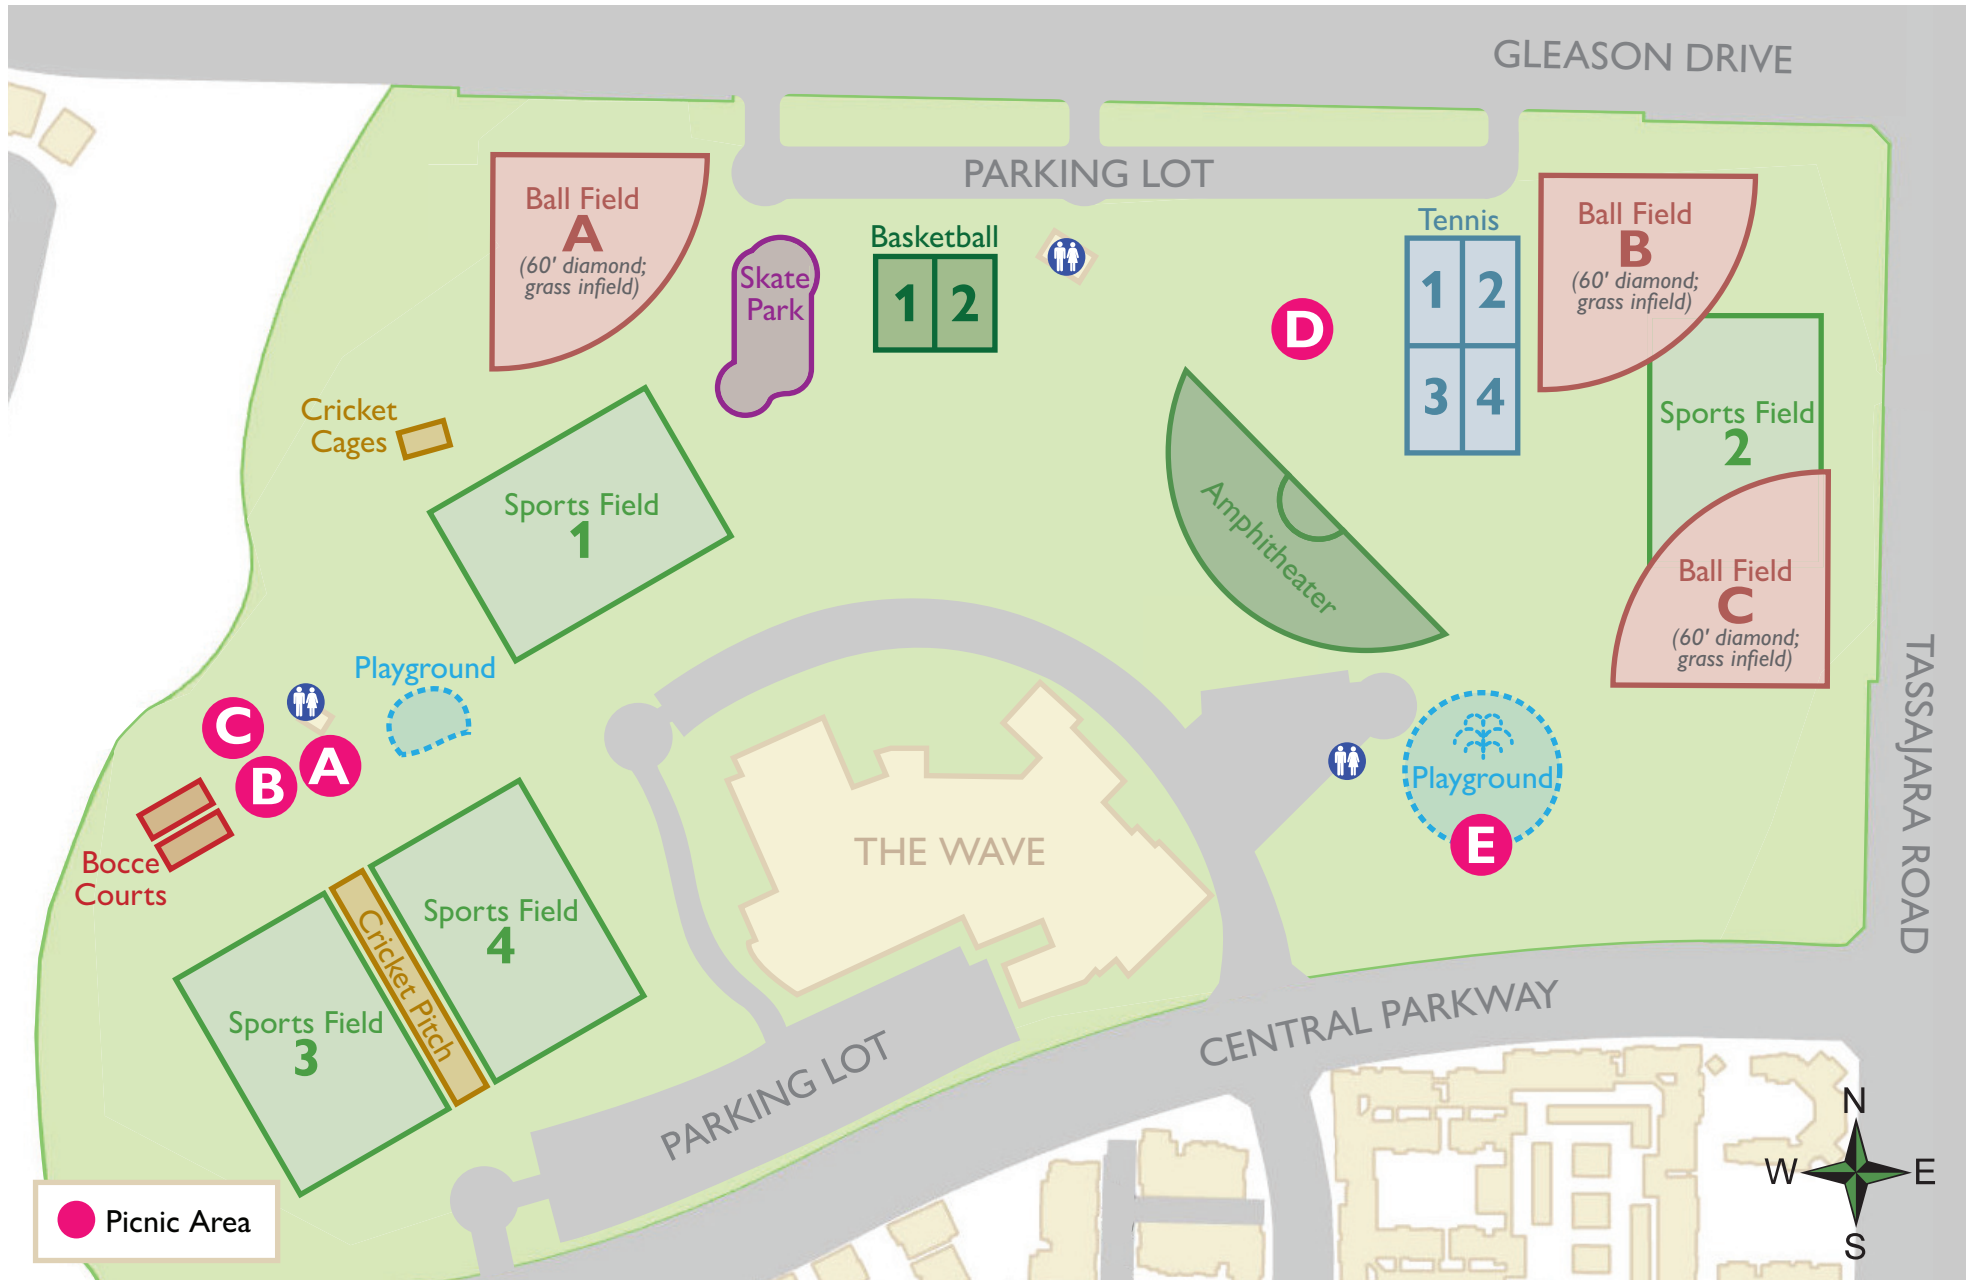 GLEASON DRIVE
PARKING LOT
Ball Field
A
(60' diamond;
grass infield)
Skate
Park
Basketball
1 2
D
Tennis
1 2
3 4
Ball Field
B
(60' diamond;
grass infield)
Cricket
Cages
Sports Field
1
Sports Field
2
Amphitheater
Ball Field
C
(60' diamond;
grass infield)
TASSAJARA ROAD
Playground
C
B
A
Bocce
Courts
Playground
E
THE WAVE
Sports Field
4
Cricket Pitch
Sports Field
3
PARKING LOT
CENTRAL PARKWAY
Picnic Area
N
W E
S